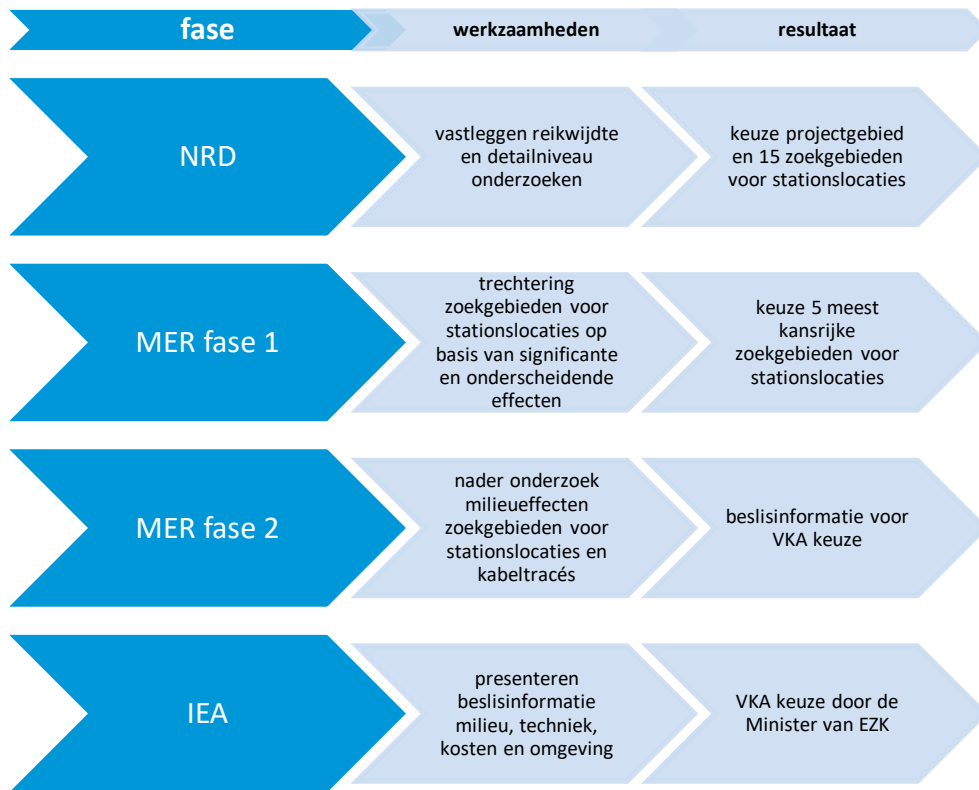 fase
werkzaamheden
resultaat
NRD
vastleggen reikwijdte
en detailniveau
onderzoeken
keuze projectgebied
en 15 zoekgebieden
voor stationslocaties
MER fase 1
trechtering
zoekgebieden voor
stationslocaties op
basis van significante
en onderscheidende
effecten
keuze 5 meest
kansrijke
zoekgebieden voor
stationslocaties
MER fase 2
nader onderzoek
milieueffecten
zoekgebieden voor
stationslocaties en
kabeltracés
beslisinformatie voor
VKA keuze
IEA
presenteren
beslisinformatie
milieu, techniek,
kosten en omgeving
VKA keuze door de
Minister van EZK